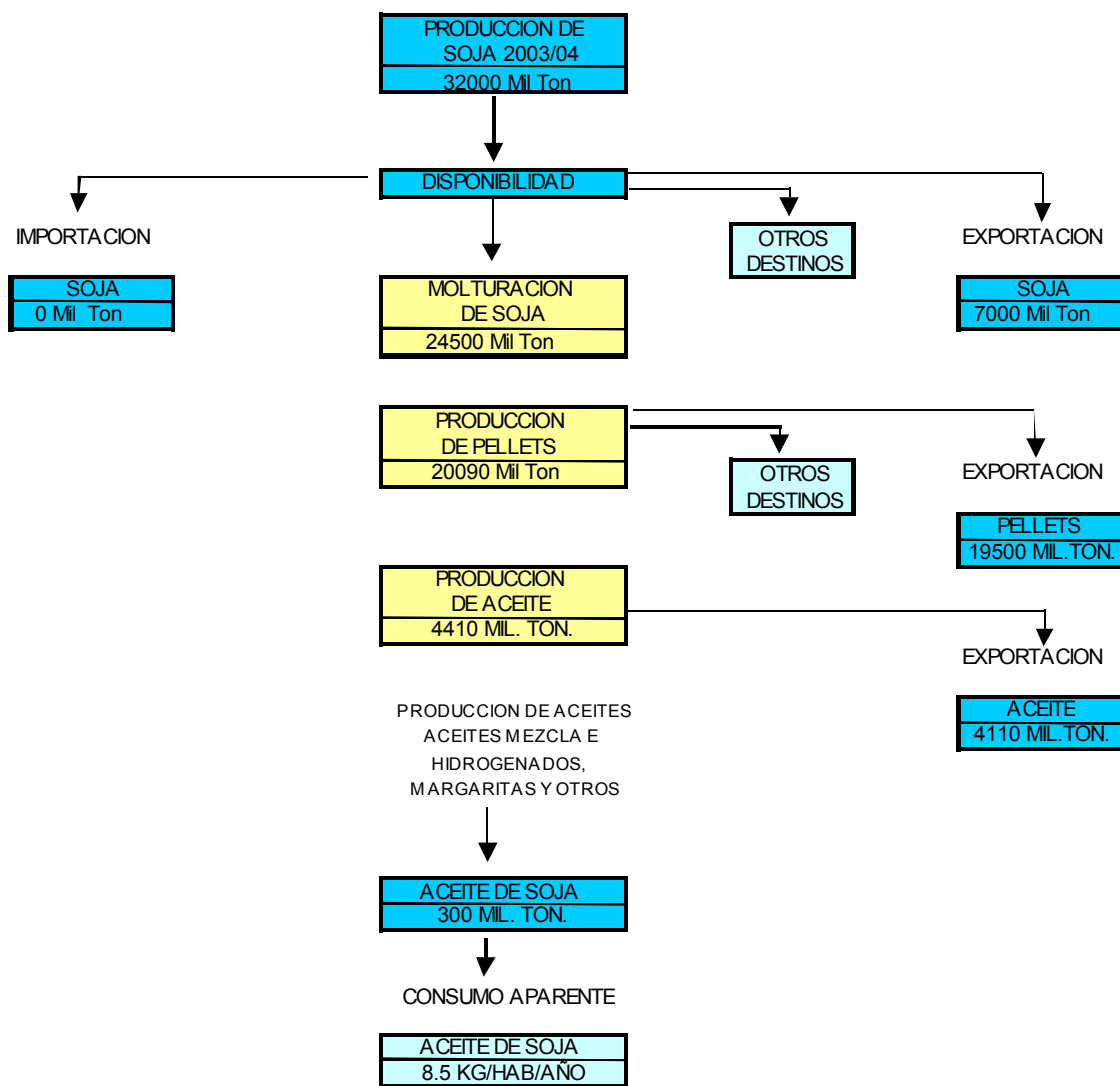 PRODUCCION DE
SOJA 2003/04
32000 Mil Ton
DISPONIBILIDAD
IMPORTACION
OTROS
DESTINOS
EXPORTACION
SOJA
0 Mil Ton
MOLTURACION
DE SOJA
24500 Mil Ton
SOJA
7000 Mil Ton
PRODUCCION
DE PELLETS
20090 Mil Ton
OTROS
DESTINOS
EXPORTACION
PELLETS
19500 MIL.TON.
PRODUCCION
DE ACEITE
4410 MIL. TON.
EXPORTACION
ACEITE
4110 MIL.TON.
PRODUCCION DE ACEITES
ACEITES MEZCLA E
HIDROGENADOS,
MARGARITAS Y OTROS
ACEITE DE SOJA
300 MIL. TON.
CONSUMO APARENTE
ACEITE DE SOJA
8.5 KG/HAB/AÑO